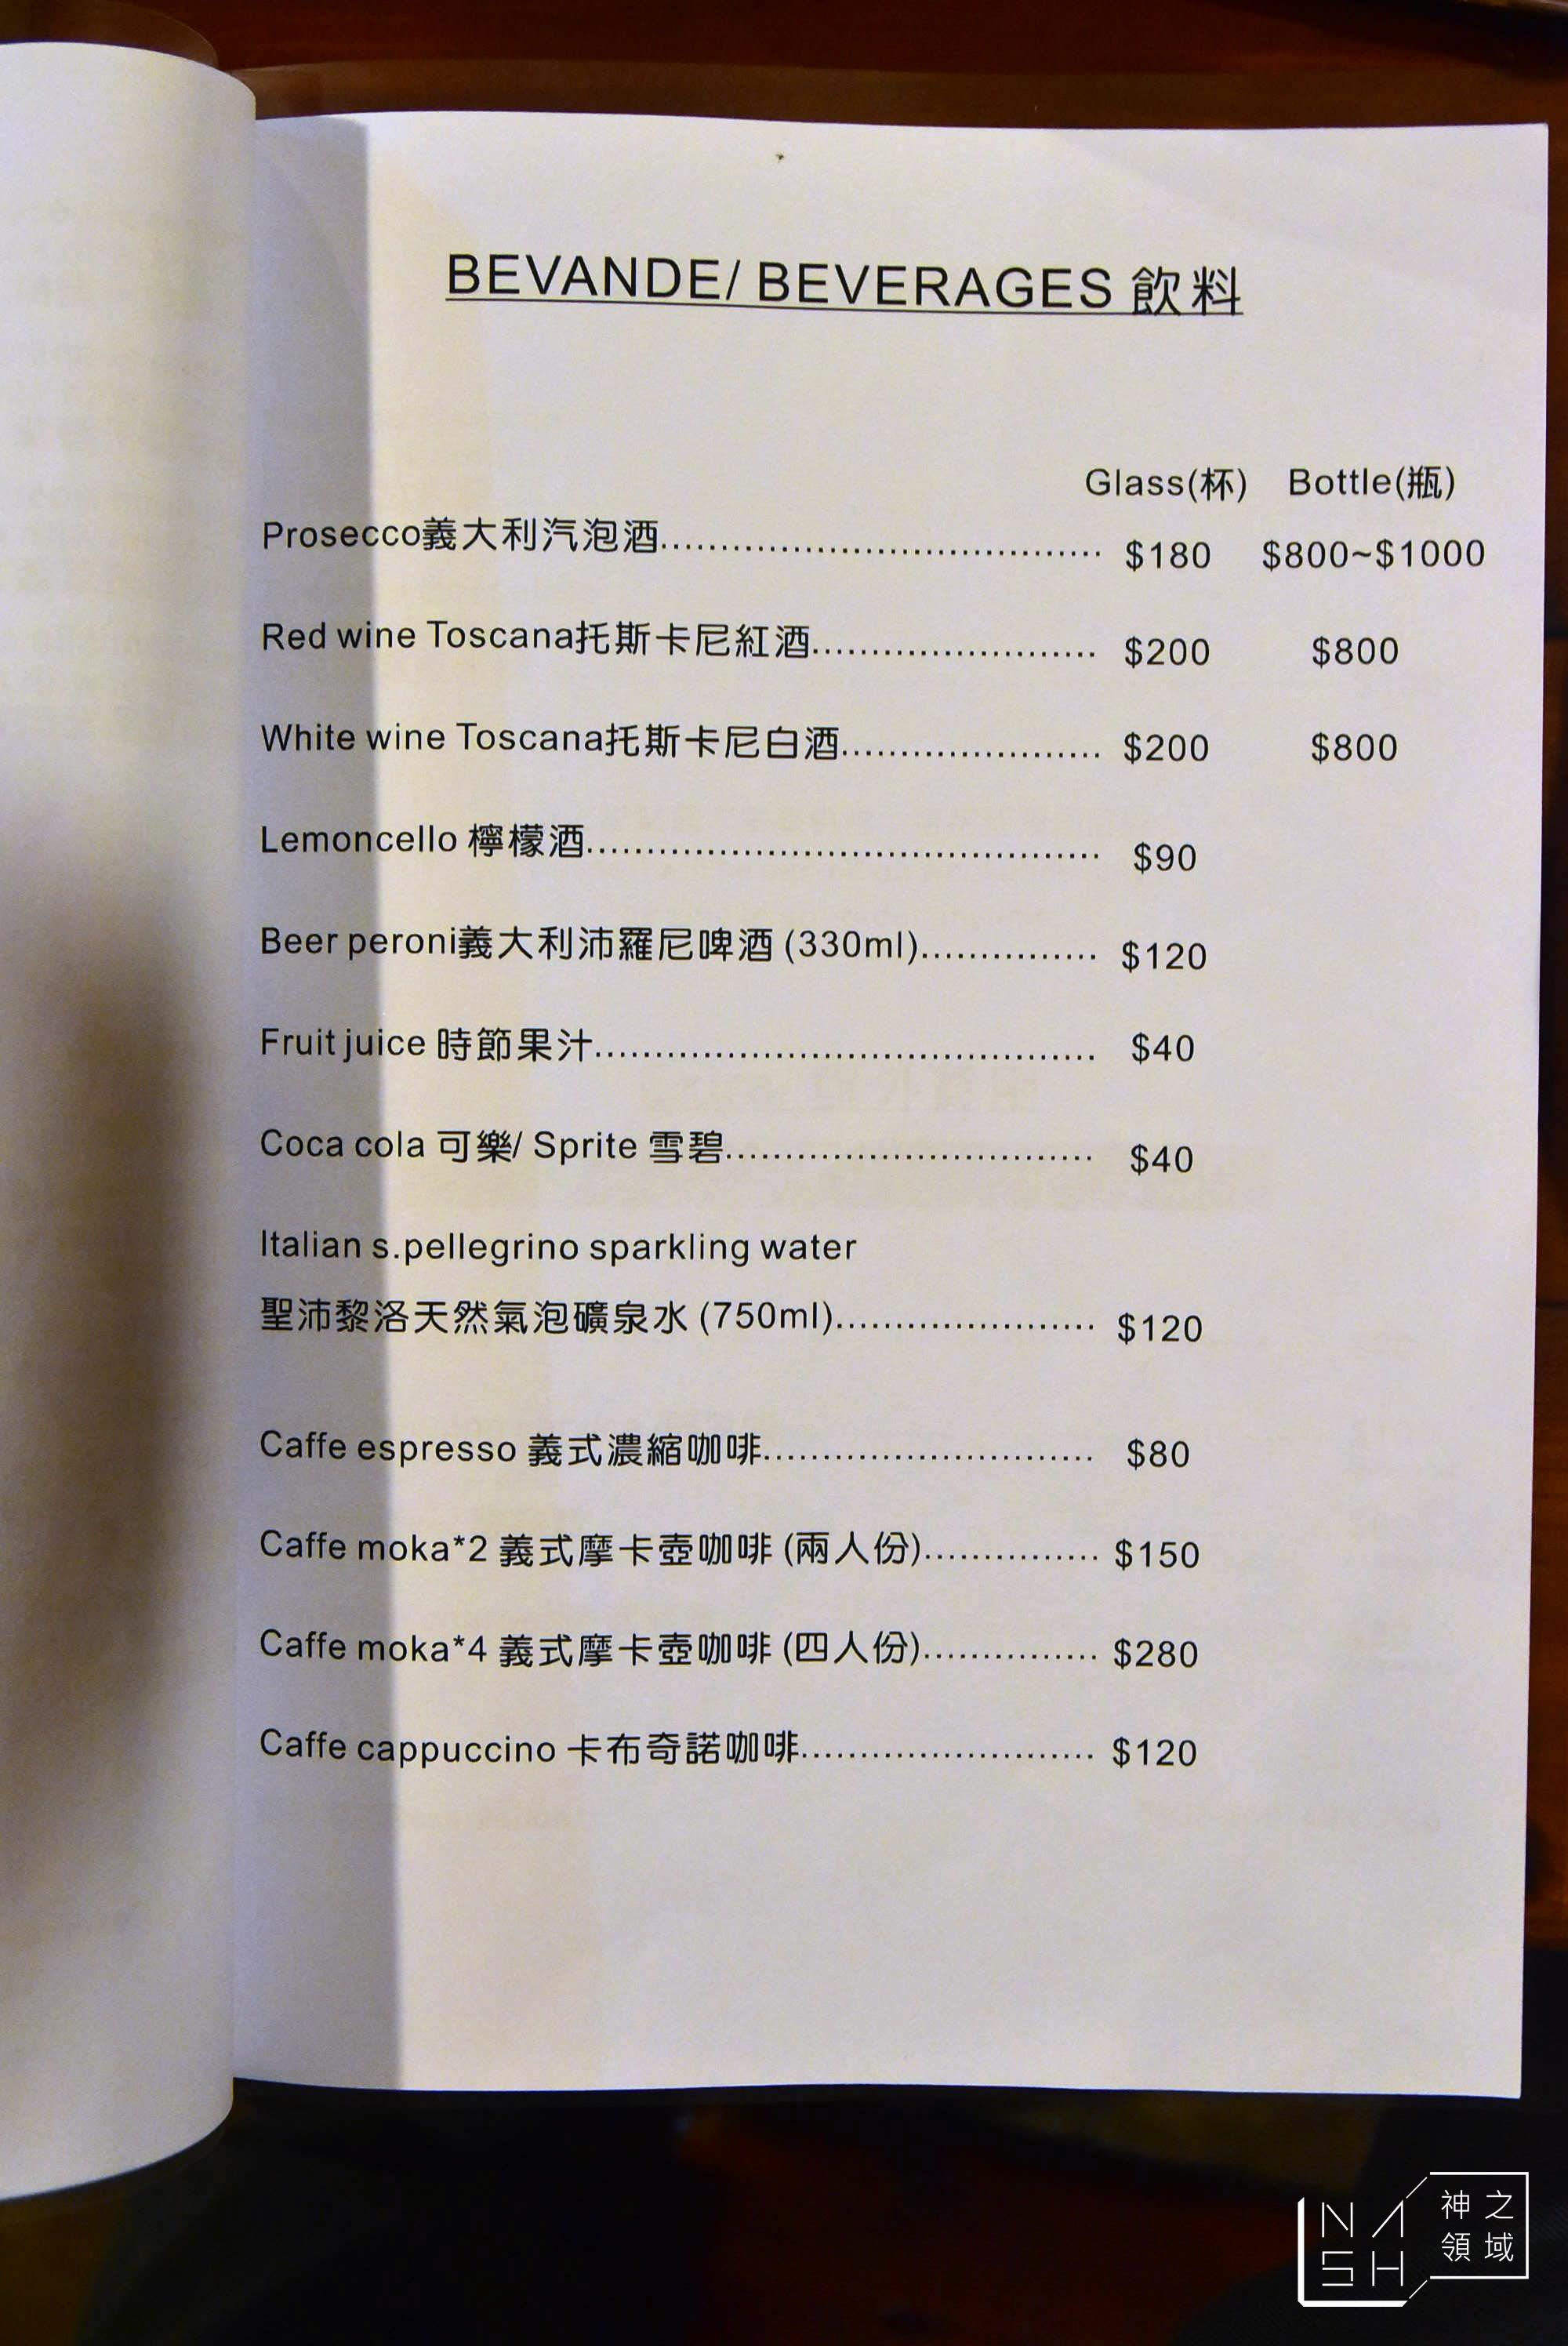 BEVANDE/ BEVERAGES 飲料
Glass(杯) Bottle(瓶)
Prosecco義大利汽泡酒........................................ $180 $800~$1000
Red wine Toscana托斯卡尼紅酒........................ $200 $800
White wine Toscana托斯卡尼白酒...................... $200 $800
Lemoncello 檸檬酒............................................ $90
Beer peroni義大利沛羅尼啤酒 (330ml)............... $120
Fruit juice 時節果汁........................................... $40
Coca cola 可樂/ Sprite 雪碧............................... $40
Italian s.pellegrino sparkling water
聖沛黎洛天然氣泡礦泉水 (750ml)...................... $120
Caffe espresso 義式濃縮咖啡............................ $80
Caffe moka*2 義式摩卡壺咖啡 (兩人份)............... $150
Caffe moka*4 義式摩卡壺咖啡 (四人份)............... $280
Caffe cappuccino 卡布奇諾咖啡......................... $120
NASH
神之
領域